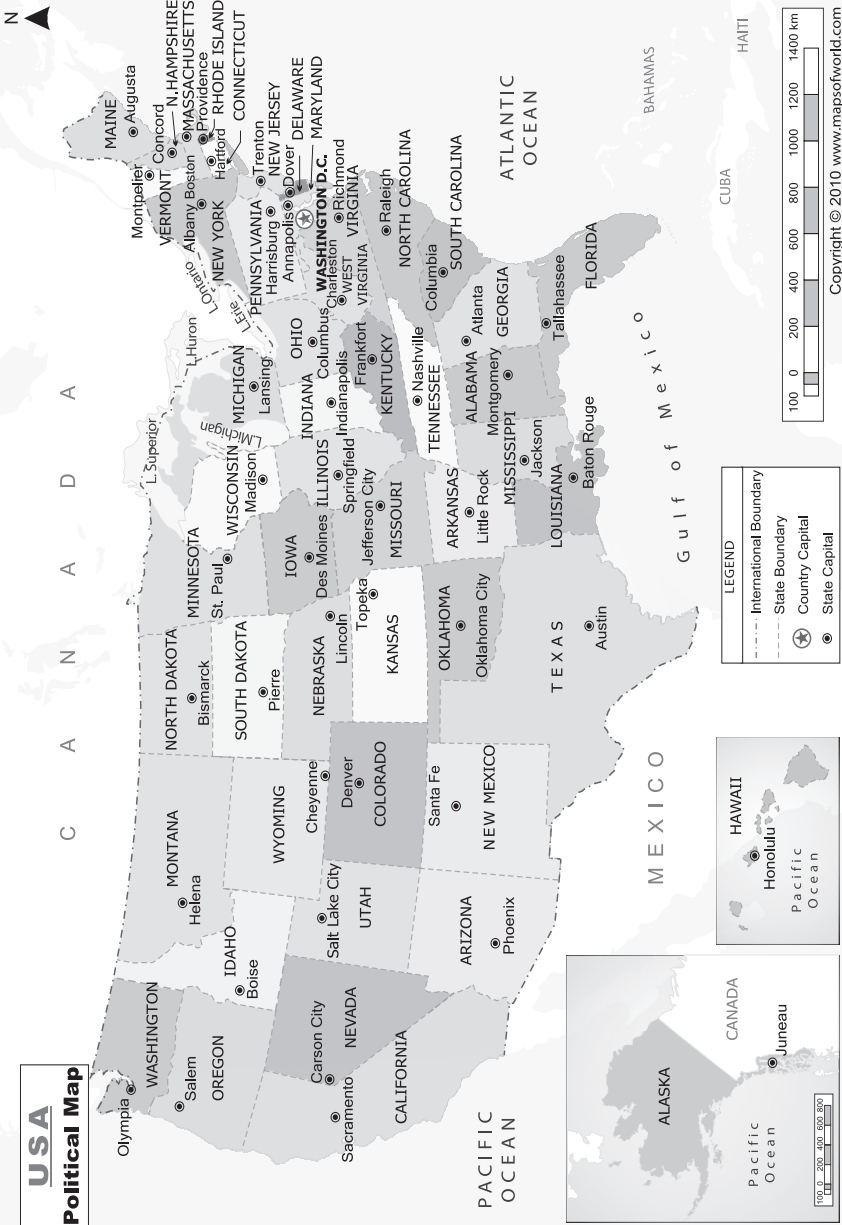 USA
Political Map
N
C A N A D A
WASHINGTON
Olympia
OREGON
Salem
CALIFORNIA
Sacramento
NEVADA
Carson City
IDAHO
Boise
MONTANA
Helena
WYOMING
Cheyenne
UTAH
Salt Lake City
COLORADO
Denver
ARIZONA
Phoenix
NEW MEXICO
Santa Fe
NORTH DAKOTA
Bismarck
SOUTH DAKOTA
Pierre
NEBRASKA
Lincoln
KANSAS
Topeka
OKLAHOMA
Oklahoma City
TEXAS
Austin
MINNESOTA
St. Paul
IOWA
Des Moines
MISSOURI
Jefferson City
ARKANSAS
Little Rock
LOUISIANA
Baton Rouge
WISCONSIN
Madison
ILLINOIS
Springfield
MICHIGAN
Lansing
INDIANA
Indianapolis
OHIO
Columbus
KENTUCKY
Frankfort
TENNESSEE
Nashville
MISSISSIPPI
Jackson
ALABAMA
Montgomery
GEORGIA
Atlanta
FLORIDA
Tallahassee
SOUTH CAROLINA
Columbia
NORTH CAROLINA
Raleigh
VIRGINIA
Richmond
WEST
VIRGINIA
Charleston
WASHINGTON D.C.
MARYLAND
Annapolis
DELAWARE
Dover
PENNSYLVANIA
Harrisburg
NEW JERSEY
Trenton
NEW YORK
Albany
CONNECTICUT
Hartford
RHODE ISLAND
Providence
MASSACHUSETTS
Boston
N.HAMPSHIRE
Concord
VERMONT
Montpelier
MAINE
Augusta
L.Superior
L.Michigan
L.Huron
L.Erie
L.Ontario
PACIFIC
OCEAN
ATLANTIC
OCEAN
MEXICO
Gulf of Mexico
BAHAMAS
CUBA
HAITI
ALASKA
CANADA
Juneau
Pacific
Ocean
100 0 200 400 600 800
HAWAII
Honolulu
Pacific
Ocean
LEGEND
International Boundary
State Boundary
Country Capital
State Capital
100 0 200 400 600 800 1000 1200 1400 km
Copyright © 2010 www.mapsofworld.com